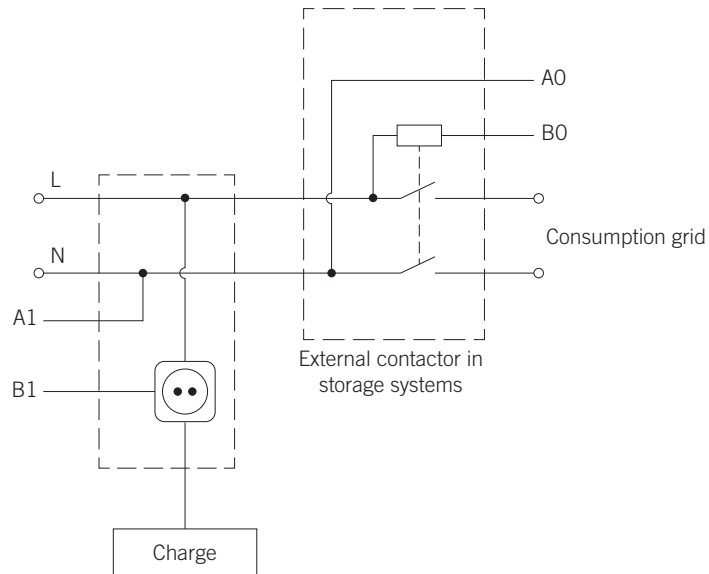 A0
B0
L
N
Consumption grid
A1
External contactor in
storage systems
B1
Charge